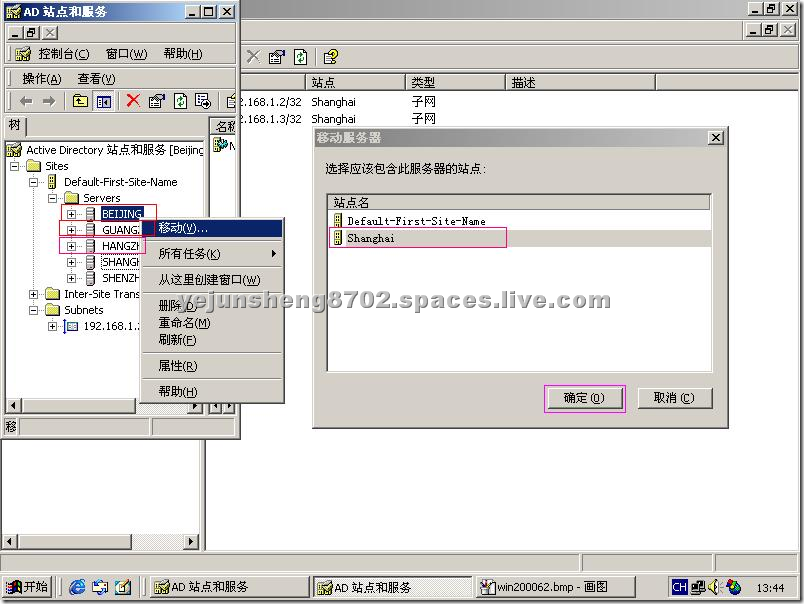 AD 站点和服务
控制台(C) 窗口(W) 帮助(H)
操作(A) 查看(V)
树
名称
站点 类型 描述
Active Directory 站点和服务 [Beijing
Sites
Default-First-Site-Name
Servers
BEIJING
GUANGZ
HANGZH
SHANGH
SHENZH
Inter-Site Trans
Subnets
192.168.1.2
移动(V)...
所有任务(K)
从这里创建窗口(W)
删除(D)
重命名(M)
刷新(F)
属性(R)
帮助(H)
移
2.168.1.2/32 Shanghai 子网
2.168.1.3/32 Shanghai 子网
移动服务器
选择应该包含此服务器的站点:
站点名
Default-First-Site-Name
Shanghai
确定(O) 取消(C)
yejunsheng8702.spaces.live.com
开始 AD 站点和服务 AD 站点和服务 win200062.bmp - 画图 CH 13:44